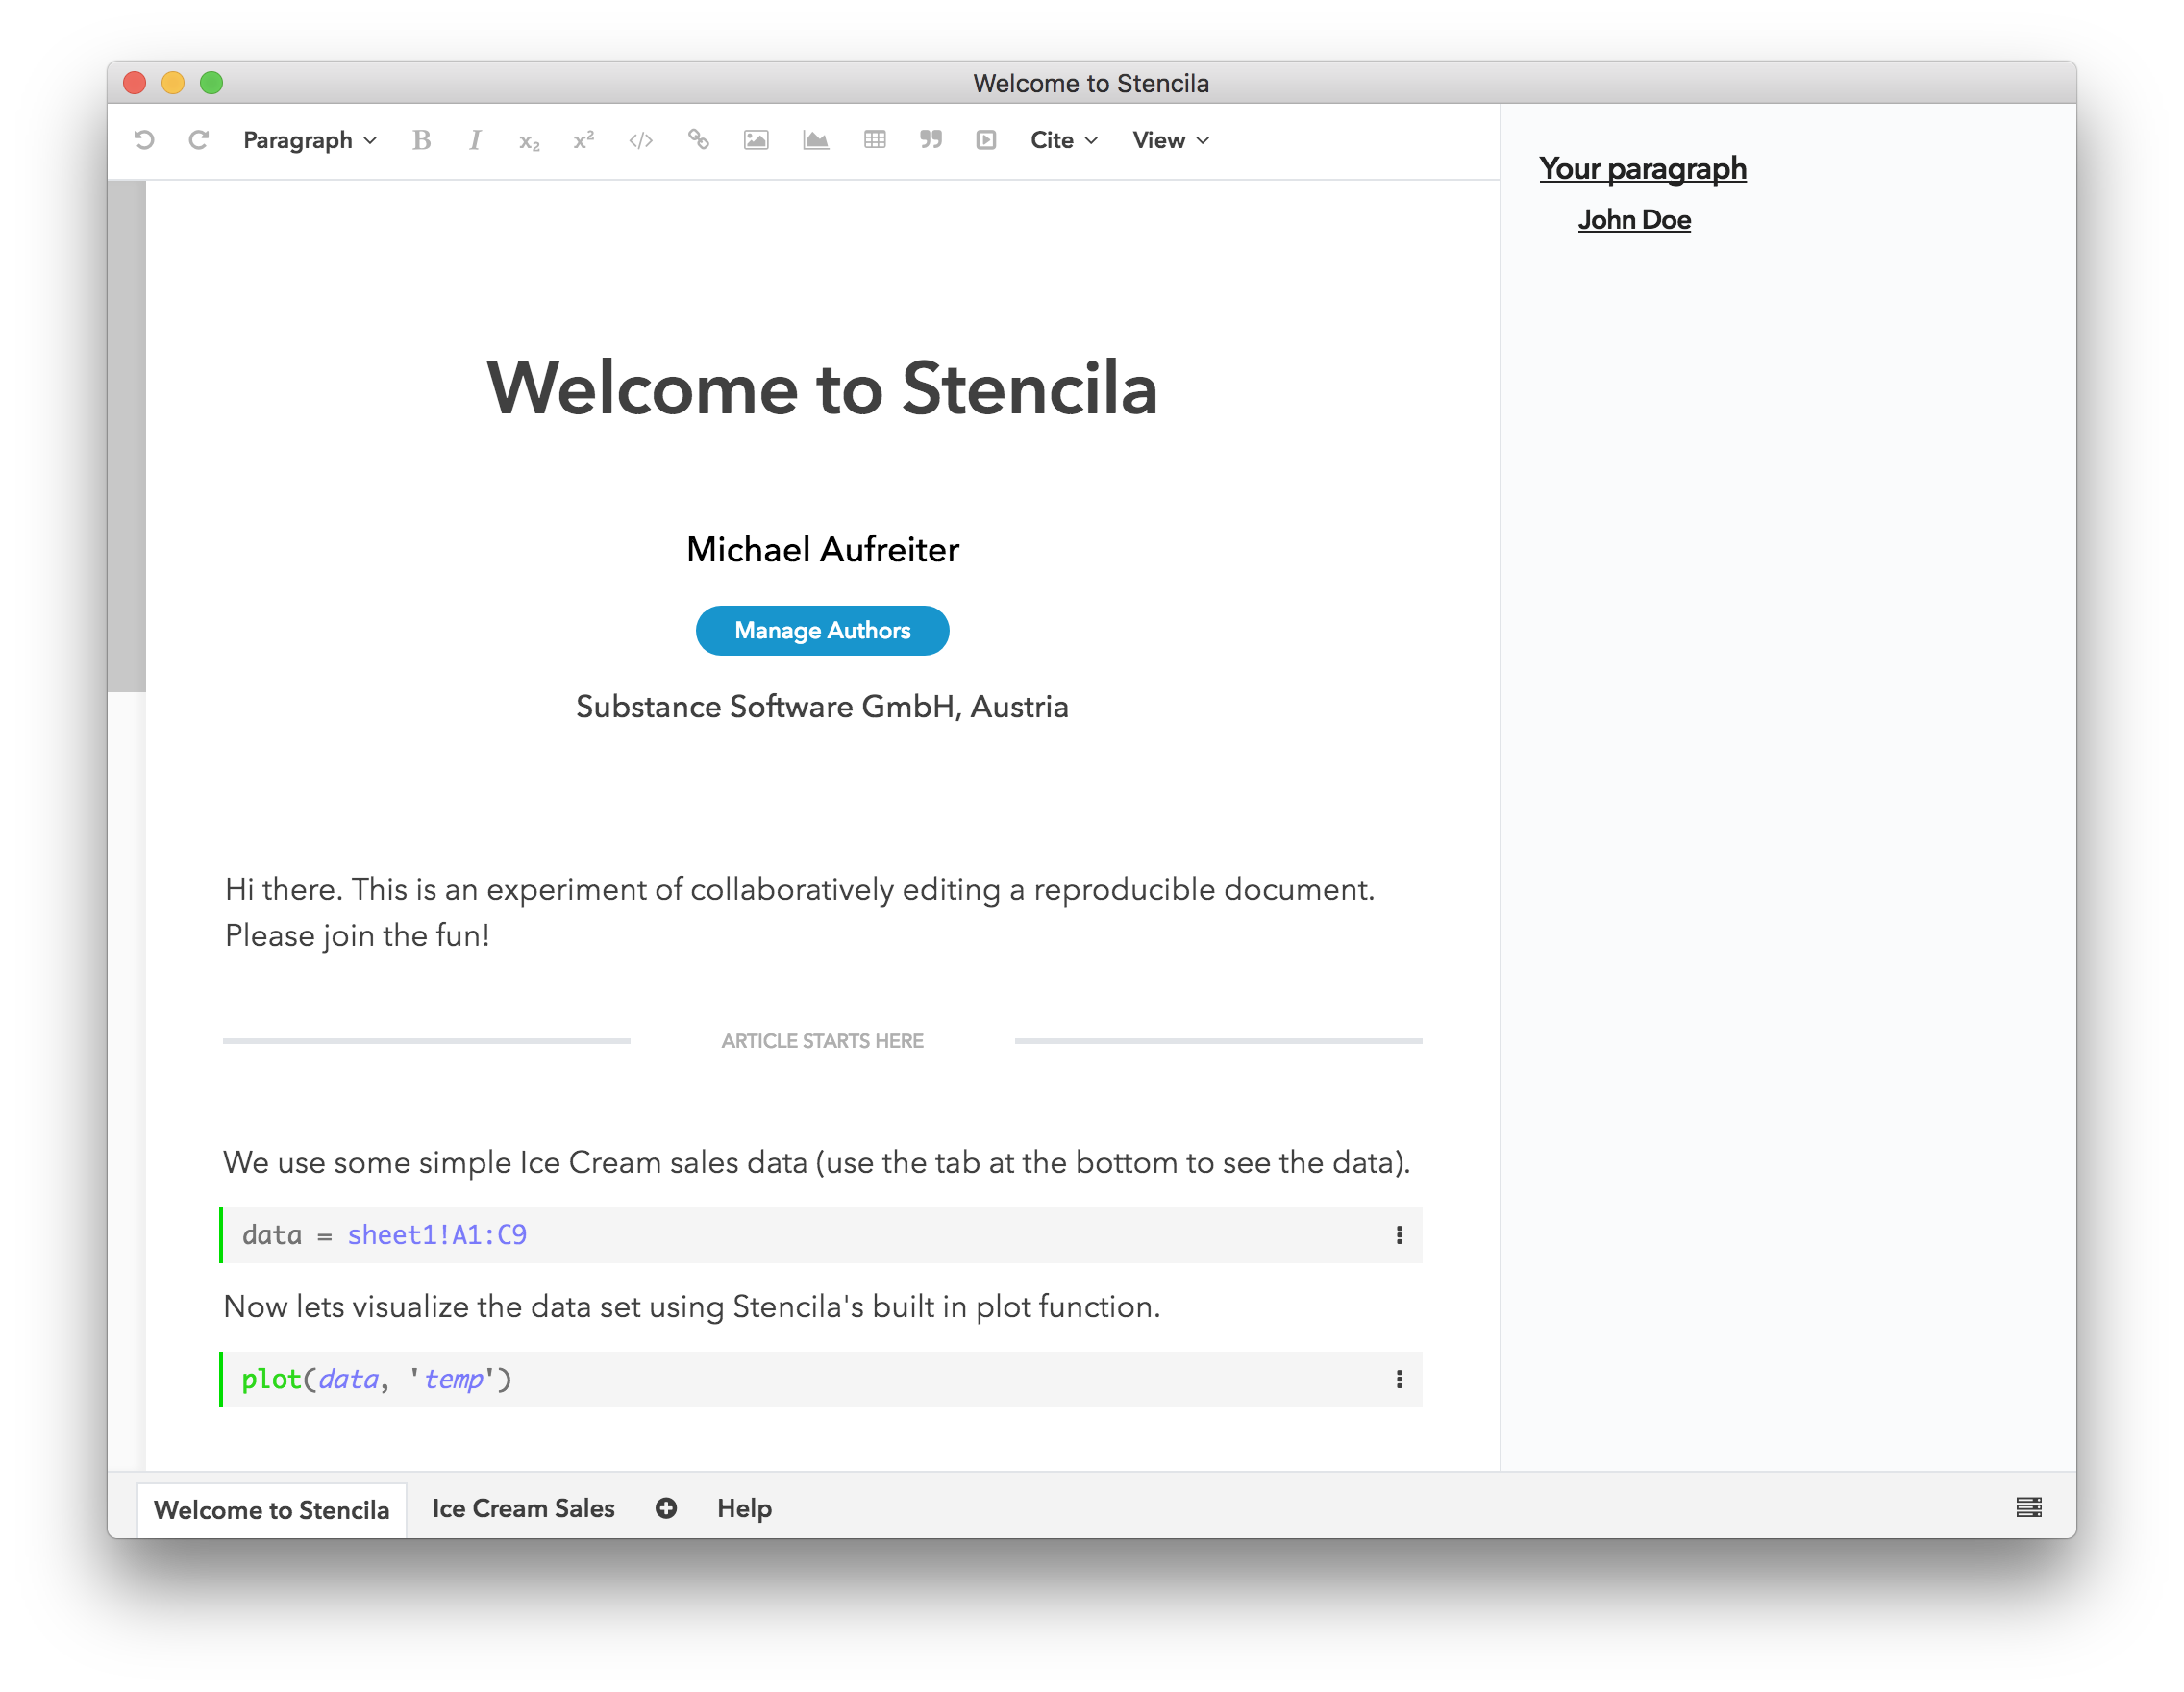 Welcome to Stencila
Paragraph B I x₂ x² </> Cite View
Your paragraph
John Doe
Welcome to Stencila
Michael Aufreiter
Manage Authors
Substance Software GmbH, Austria
Hi there. This is an experiment of collaboratively editing a reproducible document.
Please join the fun!
ARTICLE STARTS HERE
We use some simple Ice Cream sales data (use the tab at the bottom to see the data).
data = sheet1!A1:C9
Now lets visualize the data set using Stencila's built in plot function.
plot(data, 'temp')
Welcome to Stencila Ice Cream Sales Help